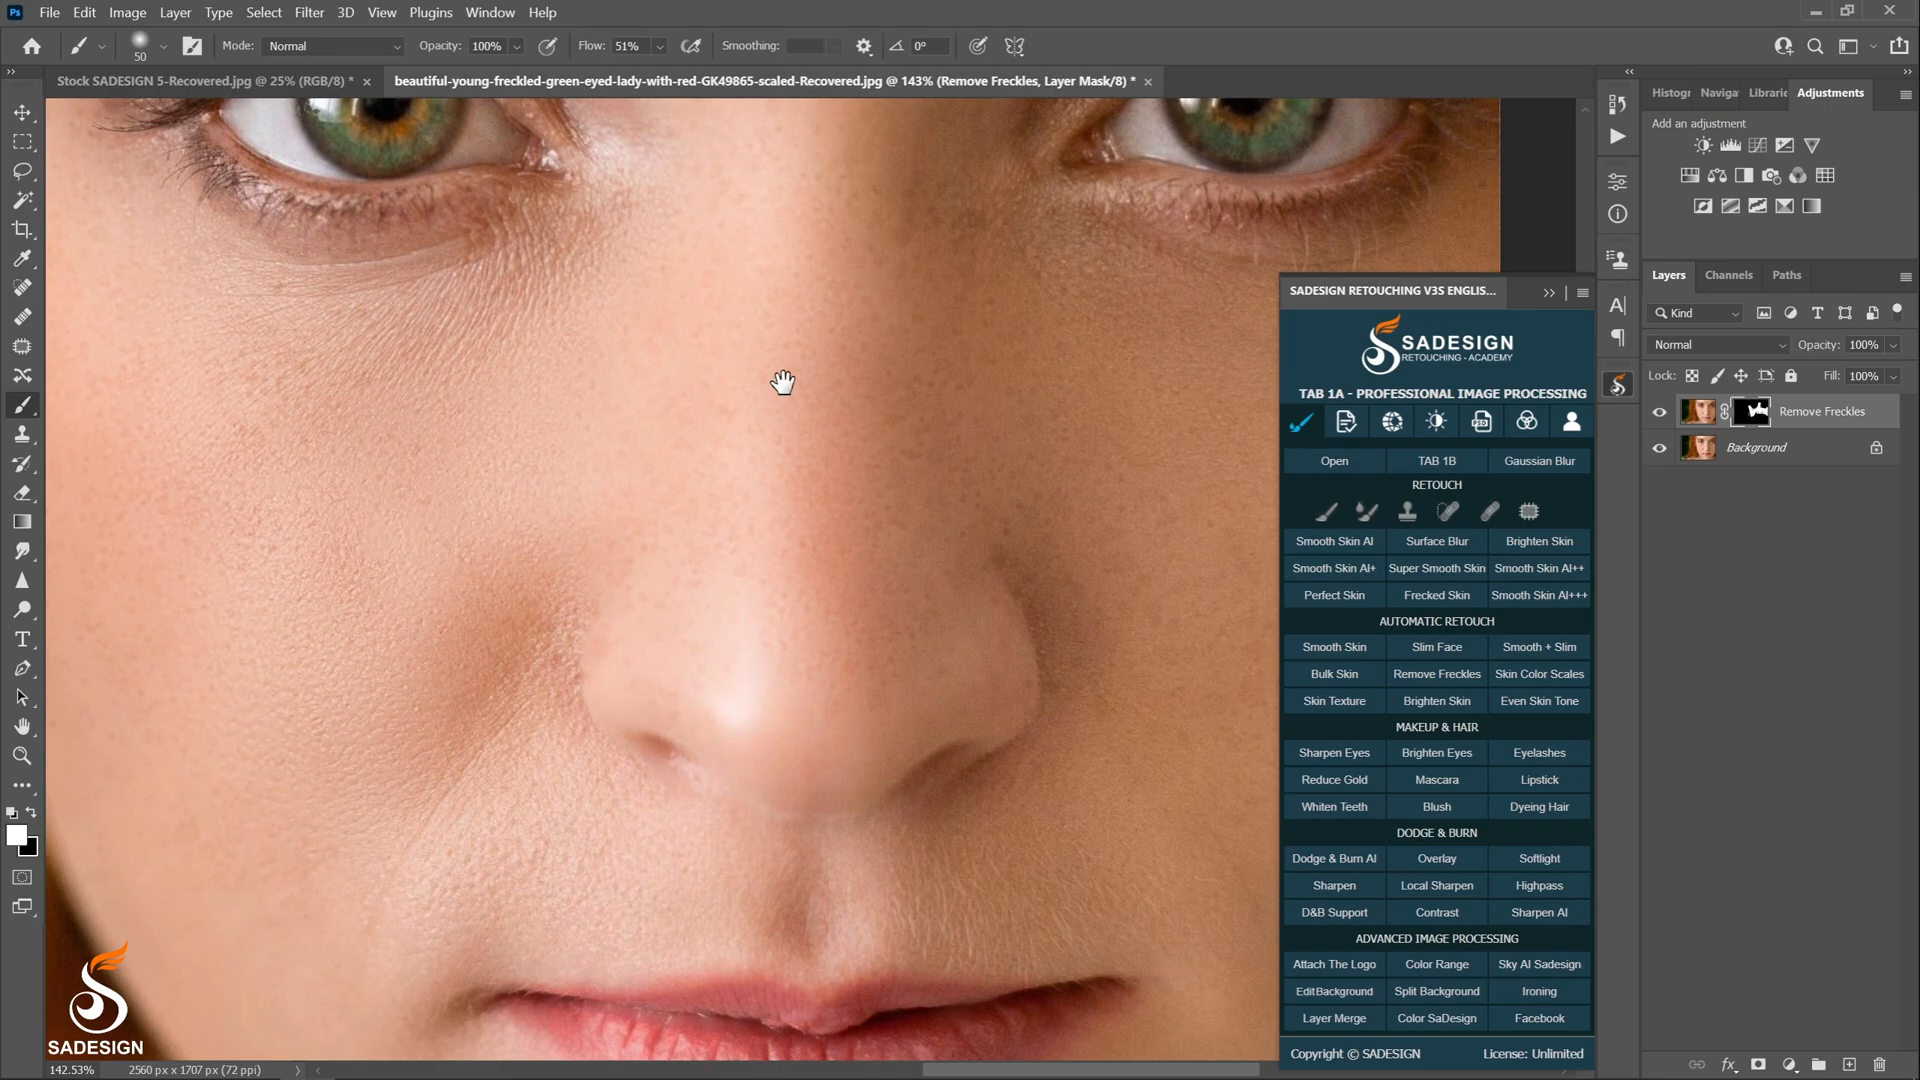 Ps File Edit Image Layer Type Select Filter 3D View Plugins Window Help
50 Mode: Normal Opacity: 100% Flow: 51% Smoothing: 0°
Stock SADESIGN 5-Recovered.jpg @ 25% (RGB/8) * × beautiful-young-freckled-green-eyed-lady-with-red-GK49865-scaled-Recovered.jpg @ 143% (Remove Freckles, Layer Mask/8) * ×
Histogr Naviga Librarie Adjustments
Add an adjustment
Layers Channels Paths
Kind
Normal Opacity: 100%
Lock: Fill: 100%
Remove Freckles
Background
SADESIGN RETOUCHING V3S ENGLIS...
SADESIGN
RETOUCHING - ACADEMY
TAB 1A - PROFESSIONAL IMAGE PROCESSING
PSD
Open TAB 1B Gaussian Blur
RETOUCH
Smooth Skin AI Surface Blur Brighten Skin
Smooth Skin AI+ Super Smooth Skin Smooth Skin AI++
Perfect Skin Frecked Skin Smooth Skin AI+++
AUTOMATIC RETOUCH
Smooth Skin Slim Face Smooth + Slim
Bulk Skin Remove Freckles Skin Color Scales
Skin Texture Brighten Skin Even Skin Tone
MAKEUP & HAIR
Sharpen Eyes Brighten Eyes Eyelashes
Reduce Gold Mascara Lipstick
Whiten Teeth Blush Dyeing Hair
DODGE & BURN
Dodge & Burn AI Overlay Softlight
Sharpen Local Sharpen Highpass
D&B Support Contrast Sharpen AI
ADVANCED IMAGE PROCESSING
Attach The Logo Color Range Sky AI Sadesign
EditBackground Split Background Ironing
Layer Merge Color SaDesign Facebook
Copyright © SADESIGN License: Unlimited
SADESIGN
142.53% 2560 px x 1707 px (72 ppi)
fx